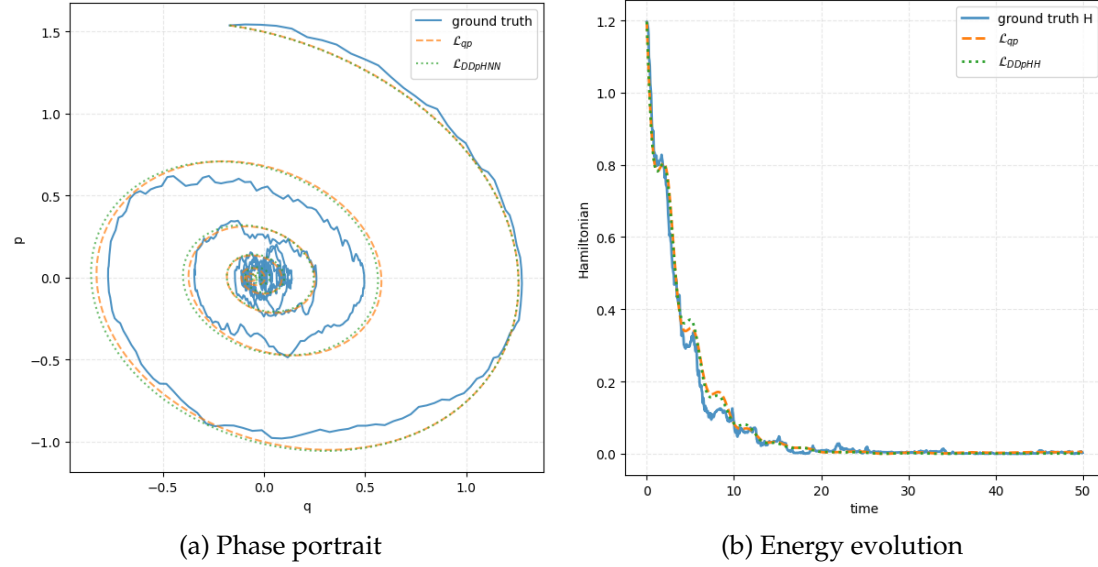 1.5
1.0
0.5
0.0
−0.5
−1.0
p
−0.5
0.0
0.5
1.0
q
ground truth
ℒqp
ℒDDpHNN
(a) Phase portrait
1.2
1.0
0.8
0.6
0.4
0.2
0.0
Hamiltonian
0
10
20
30
40
50
time
ground truth H
ℒqp
ℒDDpHH
(b) Energy evolution